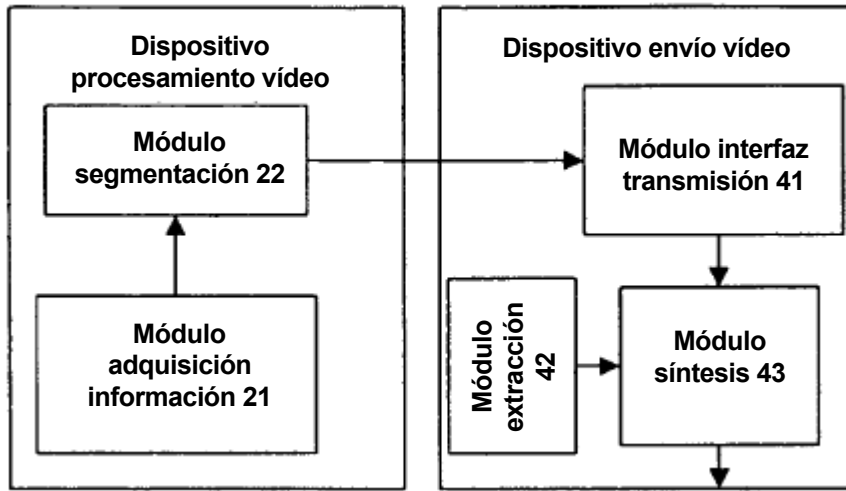 Dispositivo
procesamiento vídeo
Módulo
segmentación 22
Módulo
adquisición
información 21
Dispositivo envío vídeo
Módulo interfaz
transmisión 41
Módulo
extracción
42
Módulo
síntesis 43